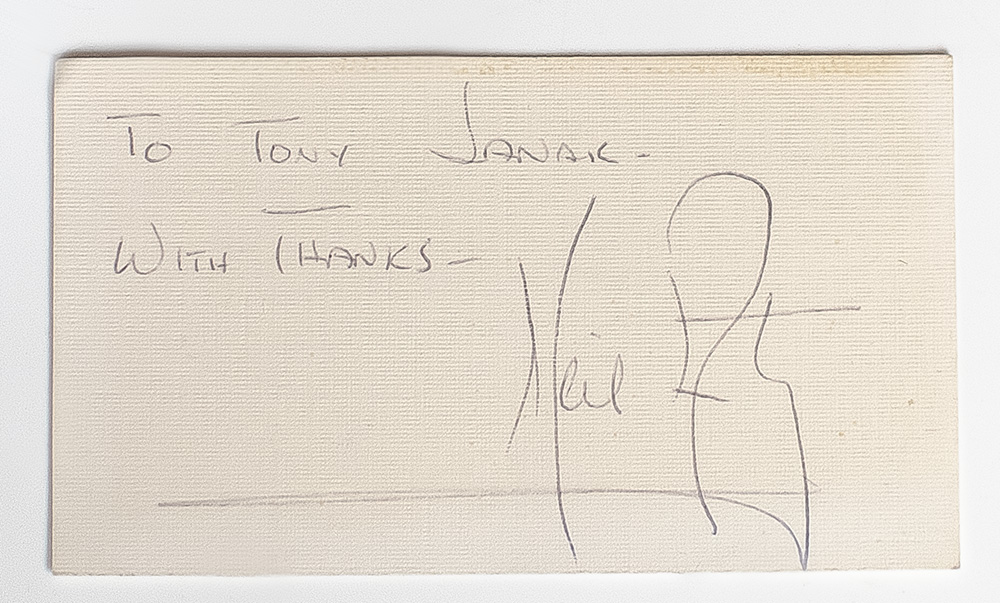 To Tony Janak-
With Thanks-
Neil